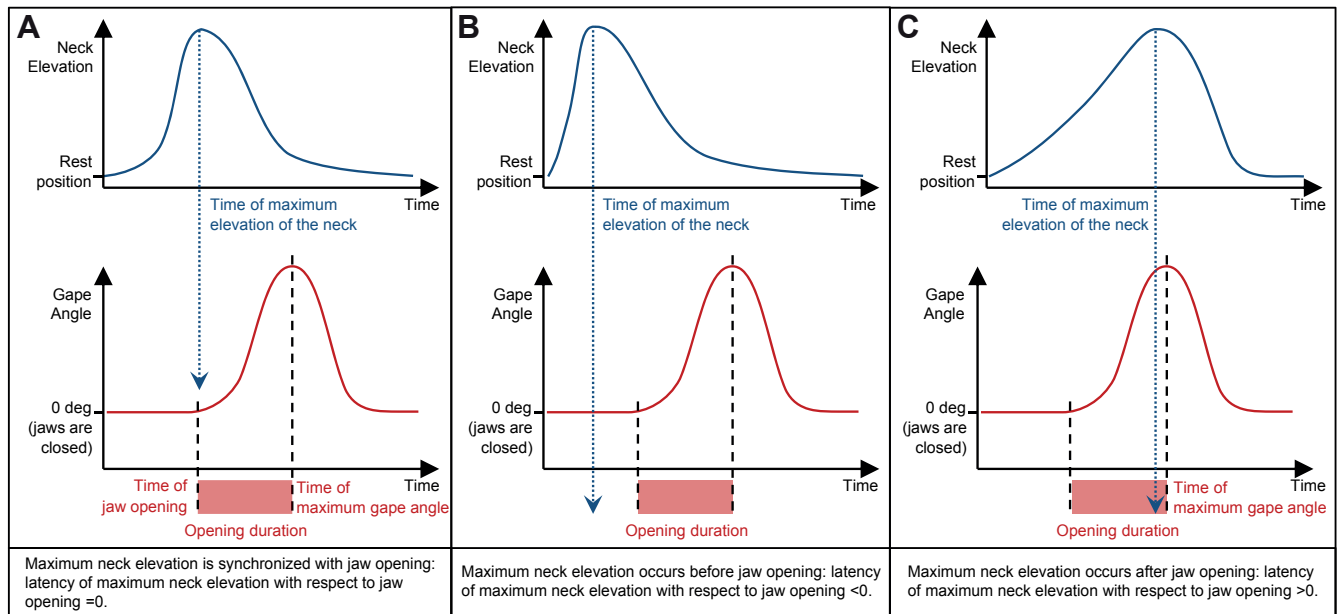 A
Neck
Elevation
Rest
position
Time
Time of maximum
elevation of the neck
Gape
Angle
0 deg
(jaws are
closed)
Time
Time of
jaw opening
Time of
maximum gape angle
Opening duration
Maximum neck elevation is synchronized with jaw opening:
latency of maximum neck elevation with respect to jaw
opening =0.
B
Neck
Elevation
Rest
position
Time
Time of maximum
elevation of the neck
Gape
Angle
0 deg
(jaws are
closed)
Time
Opening duration
Maximum neck elevation occurs before jaw opening: latency
of maximum neck elevation with respect to jaw opening <0.
C
Neck
Elevation
Rest
position
Time
Time of maximum
elevation of the neck
Gape
Angle
0 deg
(jaws are
closed)
Time
Time of
maximum gape angle
Opening duration
Maximum neck elevation occurs after jaw opening: latency
of maximum neck elevation with respect to jaw opening >0.